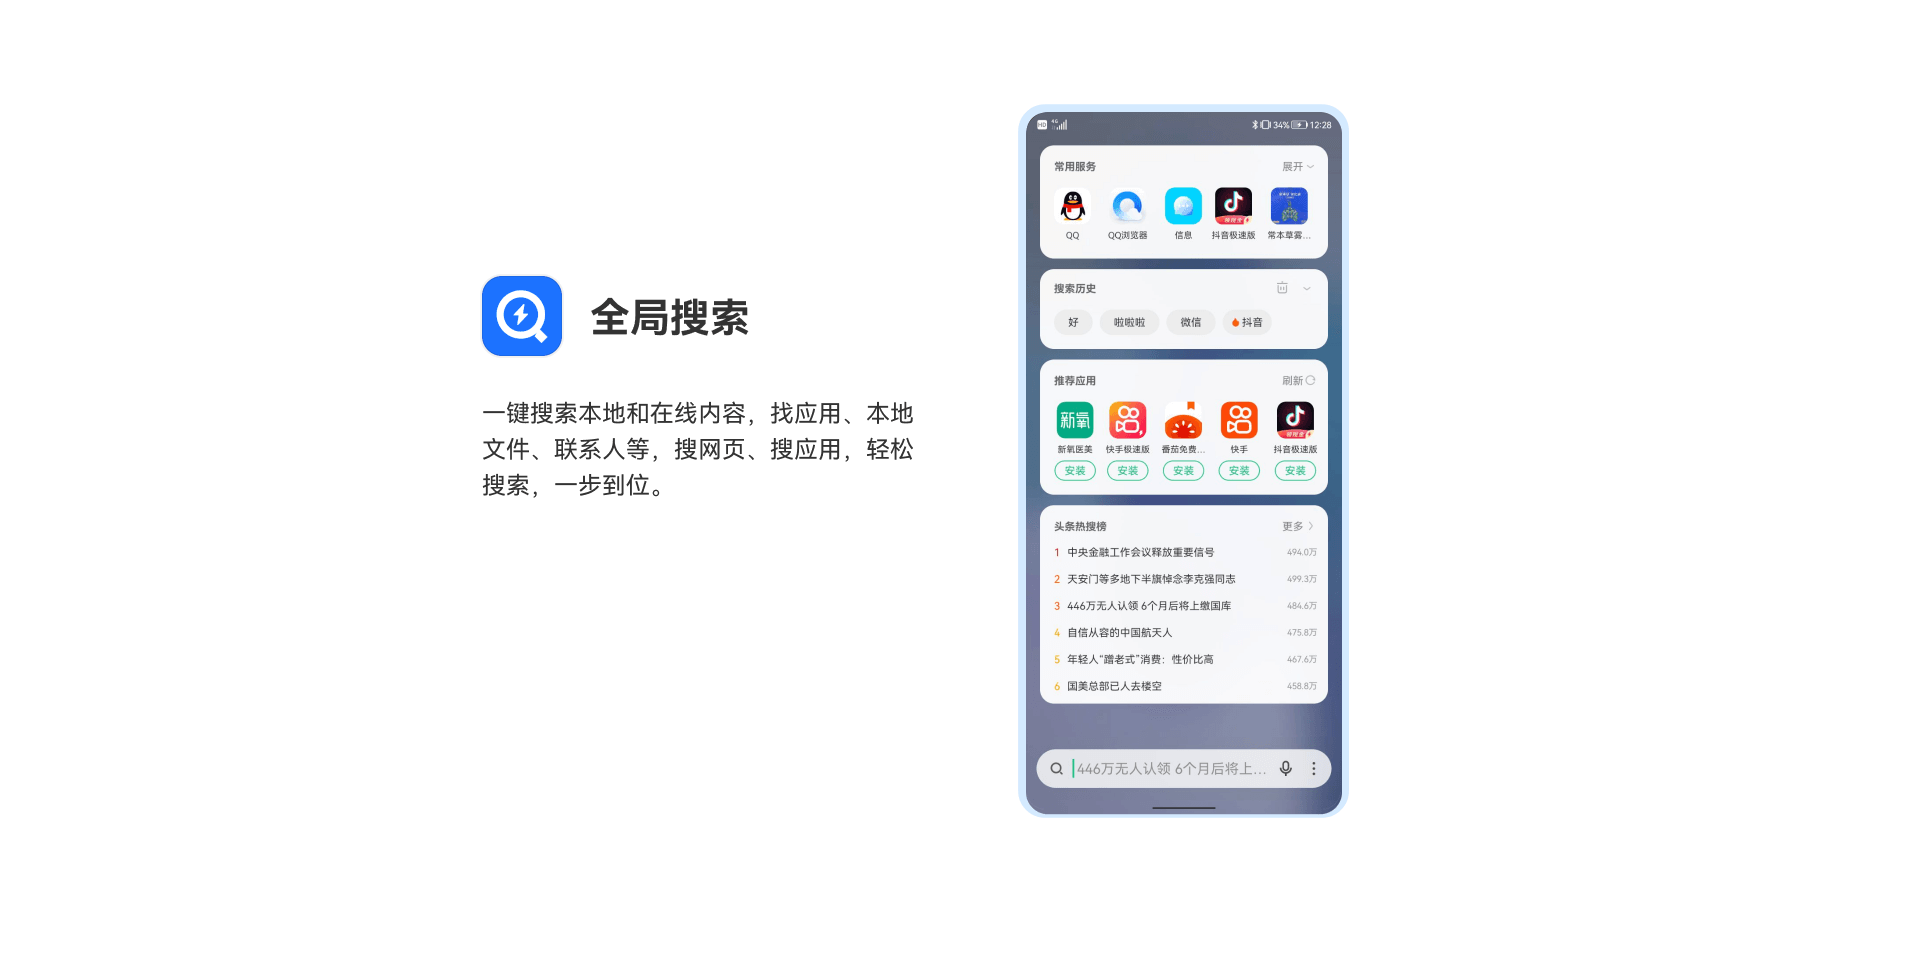 全局搜索
一键搜索本地和在线内容，找应用、本地
文件、联系人等，搜网页、搜应用，轻松
搜索，一步到位。
HD 4G 34% 12:28
常用服务 展开
QQ QQ浏览器 信息 抖音极速版 常本草雾...
搜索历史
好 啦啦啦 微信 抖音
推荐应用 刷新
新氧
新氧医美 快手极速版 番茄免费... 快手 抖音极速版
安装 安装 安装 安装 安装
头条热搜榜 更多
1 中央金融工作会议释放重要信号 494.0万
2 天安门等多地下半旗悼念李克强同志 499.3万
3 446万无人认领 6个月后将上缴国库 484.6万
4 自信从容的中国航天人 475.8万
5 年轻人“蹭老式”消费：性价比高 467.6万
6 国美总部已人去楼空 458.8万
446万无人认领 6个月后将上...